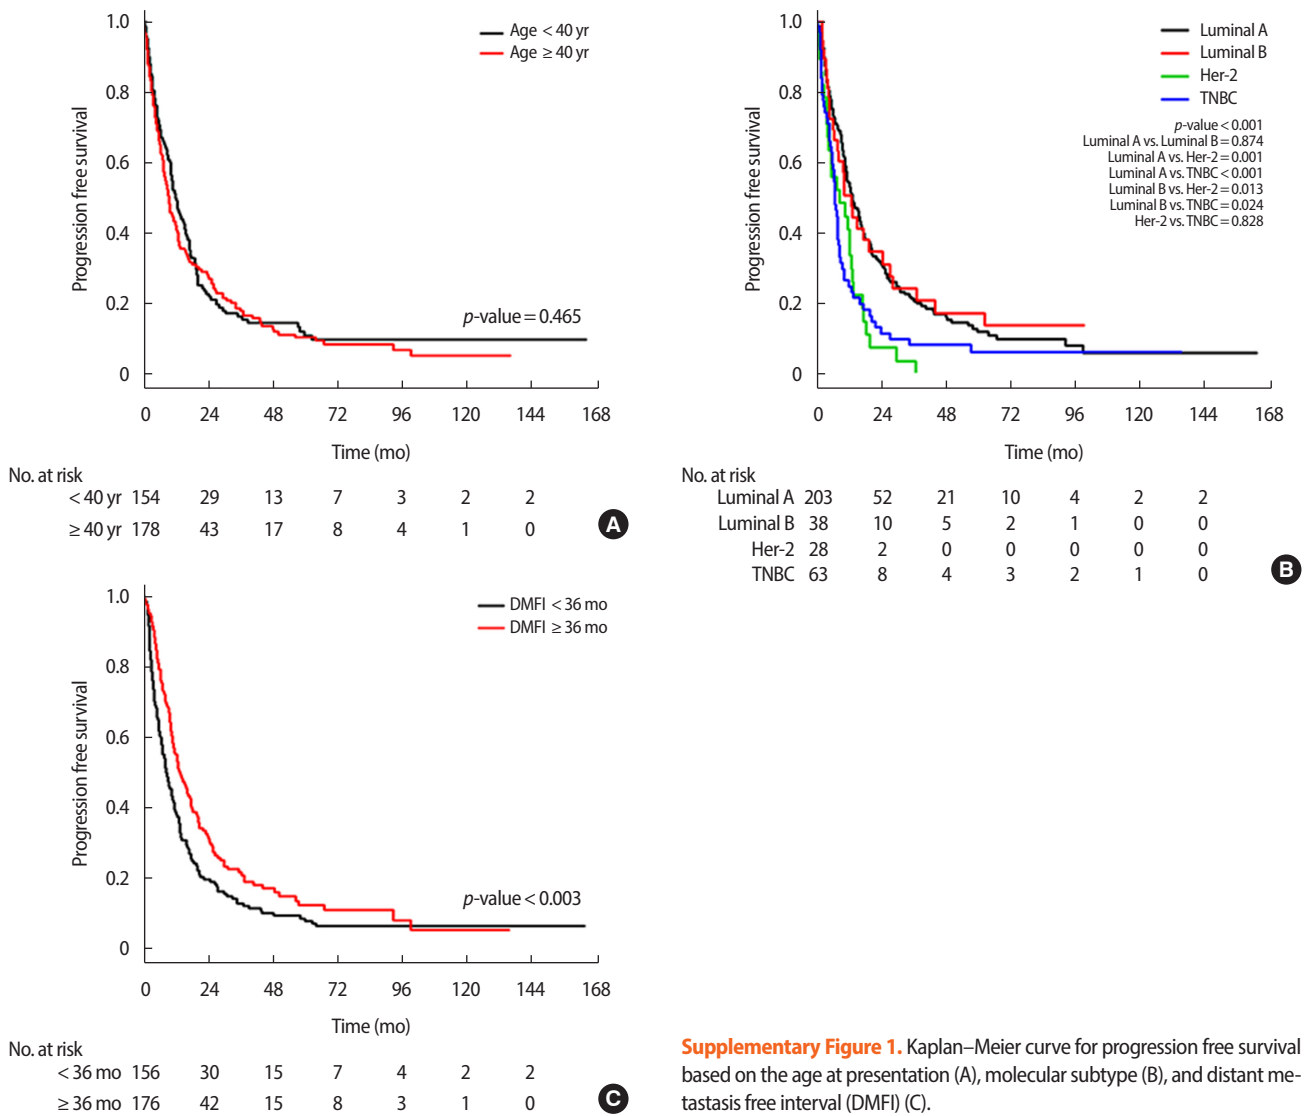 1.0
0.8
0.6
0.4
0.2
0
Progression free survival
Age < 40 yr
Age ≥ 40 yr
p-value = 0.465
0 24 48 72 96 120 144 168
Time (mo)
No. at risk
< 40 yr 154 29 13 7 3 2 2
≥ 40 yr 178 43 17 8 4 1 0
A
1.0
0.8
0.6
0.4
0.2
0
Progression free survival
Luminal A
Luminal B
Her-2
TNBC
p-value < 0.001
Luminal A vs. Luminal B = 0.874
Luminal A vs. Her-2 = 0.001
Luminal A vs. TNBC < 0.001
Luminal B vs. Her-2 = 0.013
Luminal B vs. TNBC = 0.024
Her-2 vs. TNBC = 0.828
0 24 48 72 96 120 144 168
Time (mo)
No. at risk
Luminal A 203 52 21 10 4 2 2
Luminal B 38 10 5 2 1 0 0
Her-2 28 2 0 0 0 0 0
TNBC 63 8 4 3 2 1 0
B
1.0
0.8
0.6
0.4
0.2
0
Progression free survival
DMFI < 36 mo
DMFI ≥ 36 mo
p-value < 0.003
0 24 48 72 96 120 144 168
Time (mo)
No. at risk
< 36 mo 156 30 15 7 4 2 2
≥ 36 mo 176 42 15 8 3 1 0
C
Supplementary Figure 1. Kaplan–Meier curve for progression free survival
based on the age at presentation (A), molecular subtype (B), and distant me-
tastasis free interval (DMFI) (C).